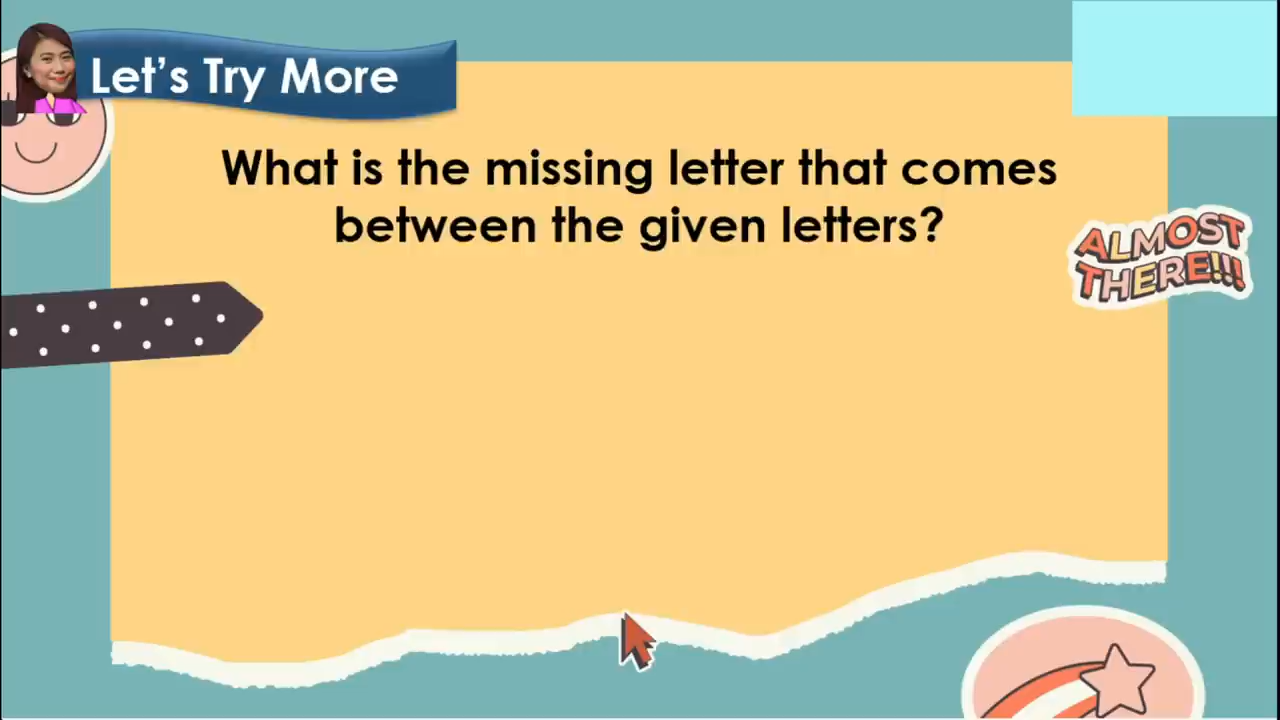 Let's Try More
What is the missing letter that comes
between the given letters?
ALMOST
THERE!!!